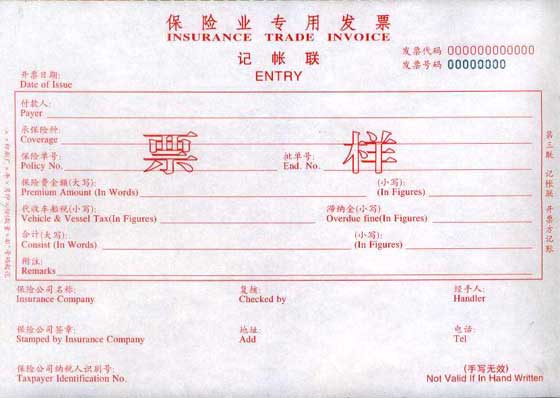 保险业专用发票
INSURANCE TRADE INVOICE
记帐联
ENTRY
发票代码 000000000000
发票号码 00000000
开票日期:
Date of Issue
付款人:
Payer
承保险种:
Coverage
票样
保险单号: 批单号:
Policy No. End. No.
保险费金额(大写): (小写):
Premium Amount (In Words) (In Figures)
代收车船税(小写): 滞纳金(小写)
Vehicle & Vessel Tax(In Figures) Overdue fine(In Figures)
合计(大写): (小写):
Consist (In Words) (In Figures)
附注:
Remarks
第三联 记帐联 开票方记账
保险公司名称: 复核: 经手人:
Insurance Company Checked by Handler
保险公司签章: 地址: 电话:
Stamped by Insurance Company Add Tel
保险公司纳税人识别号: (手写无效)
Taxpayer Identification No. Not Valid If In Hand Written